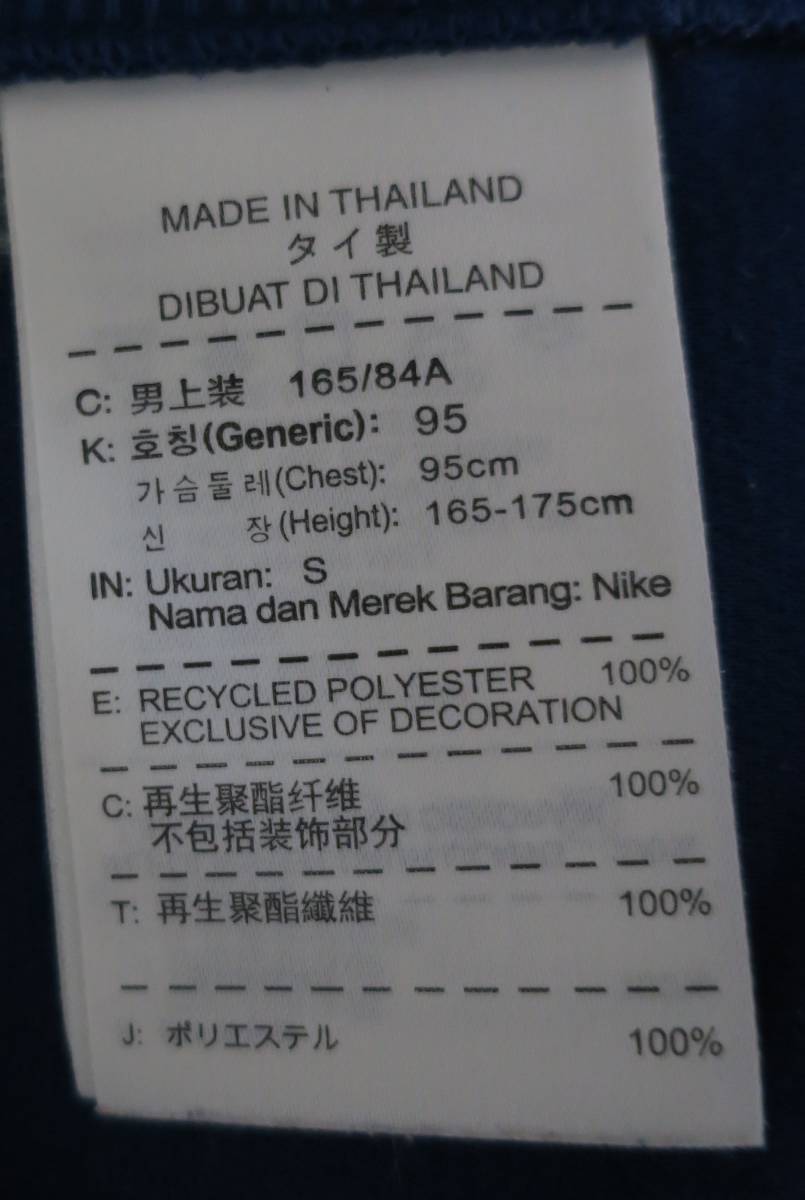 MADE IN THAILAND
タイ製
DIBUAT DI THAILAND
C: 男上装 165/84A
K: 호칭(Generic): 95
가슴둘레(Chest): 95cm
신 장(Height): 165-175cm
IN: Ukuran: S
Nama dan Merek Barang: Nike
E: RECYCLED POLYESTER 100%
EXCLUSIVE OF DECORATION
C: 再生聚酯纤维 100%
不包括装饰部分
T: 再生聚酯纖維 100%
J: ポリエステル 100%